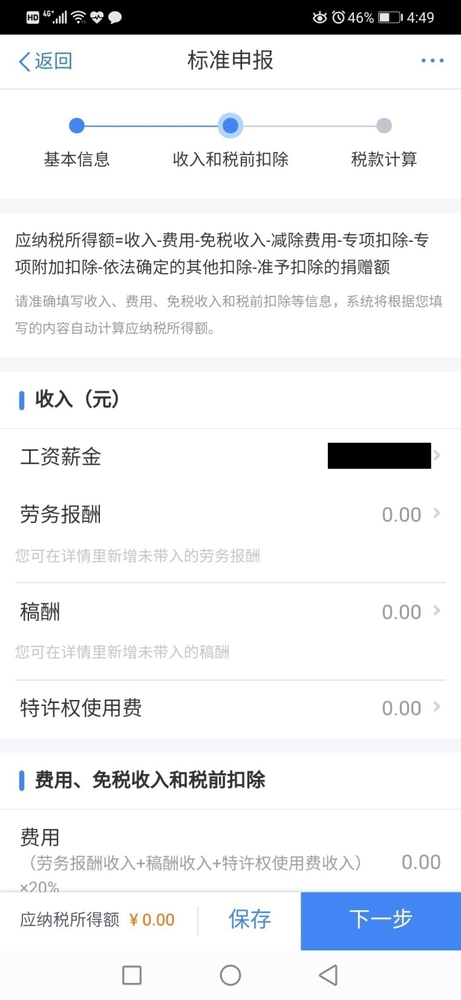 HD 4G+ 46% 4:49
返回 标准申报
基本信息 收入和税前扣除 税款计算
应纳税所得额=收入-费用-免税收入-减除费用-专项扣除-专
项附加扣除-依法确定的其他扣除-准予扣除的捐赠额
请准确填写收入、费用、免税收入和税前扣除等信息，系统将根据您填
写的内容自动计算应纳税所得额。
收入（元）
工资薪金
劳务报酬 0.00
您可在详情里新增未带入的劳务报酬
稿酬 0.00
您可在详情里新增未带入的稿酬
特许权使用费 0.00
费用、免税收入和税前扣除
费用
（劳务报酬收入+稿酬收入+特许权使用费收入） 0.00
×20%
应纳税所得额 ¥0.00 保存 下一步